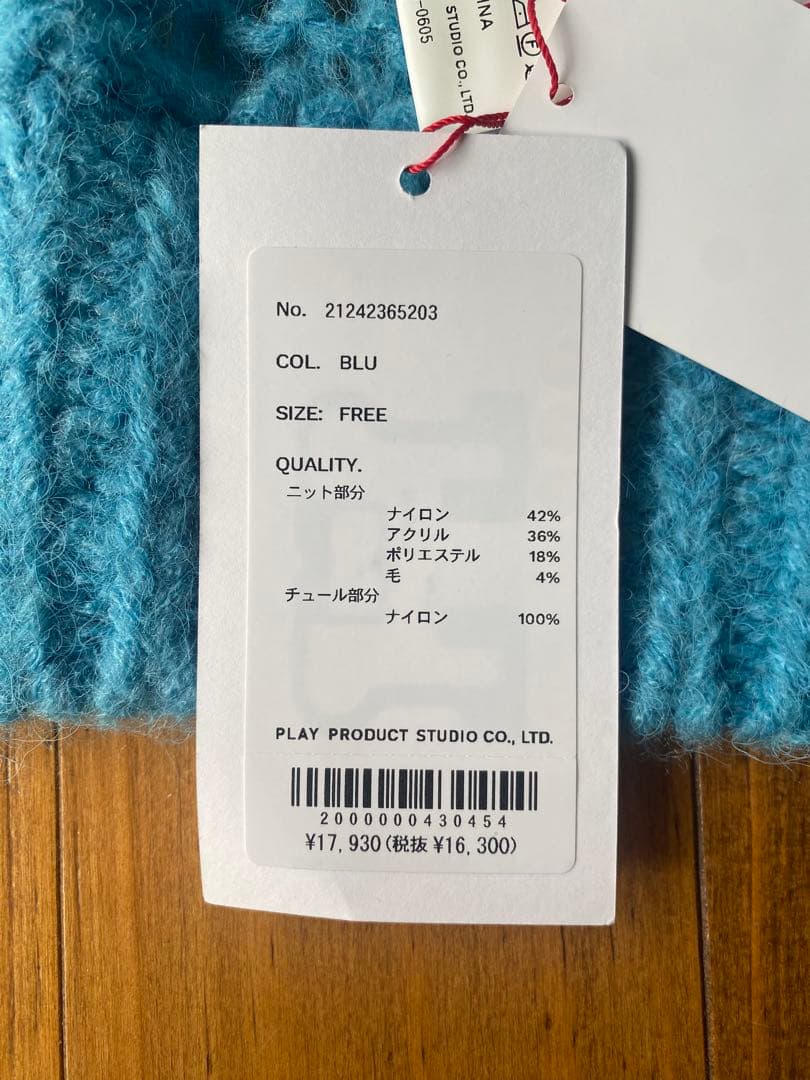 INA
STUDIO CO., LTD
-0605
No. 21242365203
COL. BLU
SIZE: FREE
QUALITY.
ニット部分
ナイロン 42%
アクリル 36%
ポリエステル 18%
毛 4%
チュール部分
ナイロン 100%
PLAY PRODUCT STUDIO CO., LTD.
2000000430454
¥17,930(税抜¥16,300)